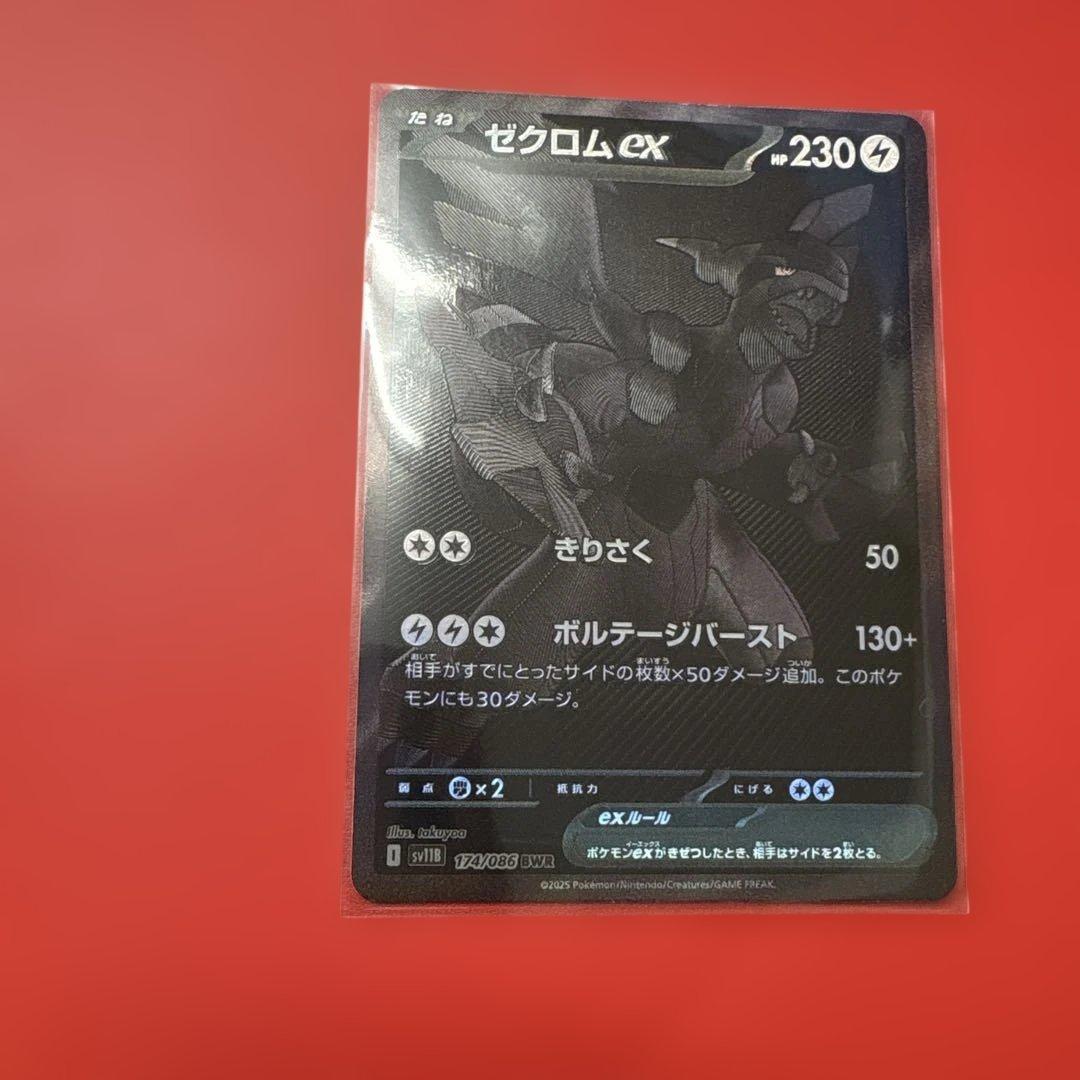 たね ゼクロムex HP230
きりさく 50
ボルテージバースト 130+
相手がすでにとったサイドの枚数×50ダメージ追加。このポケ
モンにも30ダメージ。
弱点 ×2 抵抗力 にげる
exルール
ポケモンexがきぜつしたとき、相手はサイドを2枚とる。
Illus. takuyoa
I sv11B 174/086 BWR
©2025 Pokémon/Nintendo/Creatures/GAME FREAK.